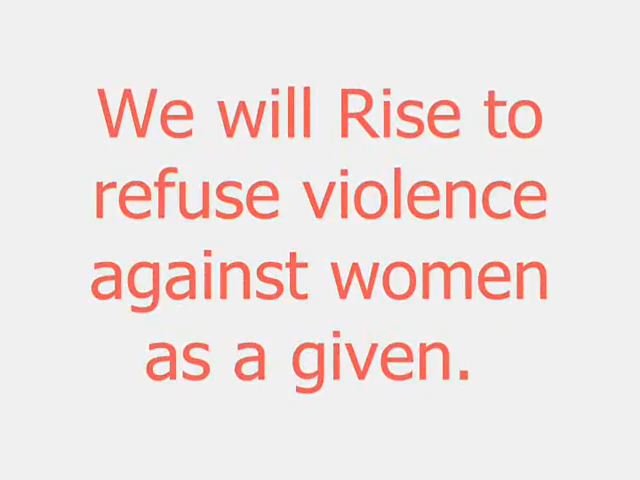 We will Rise to
refuse violence
against women
as a given.